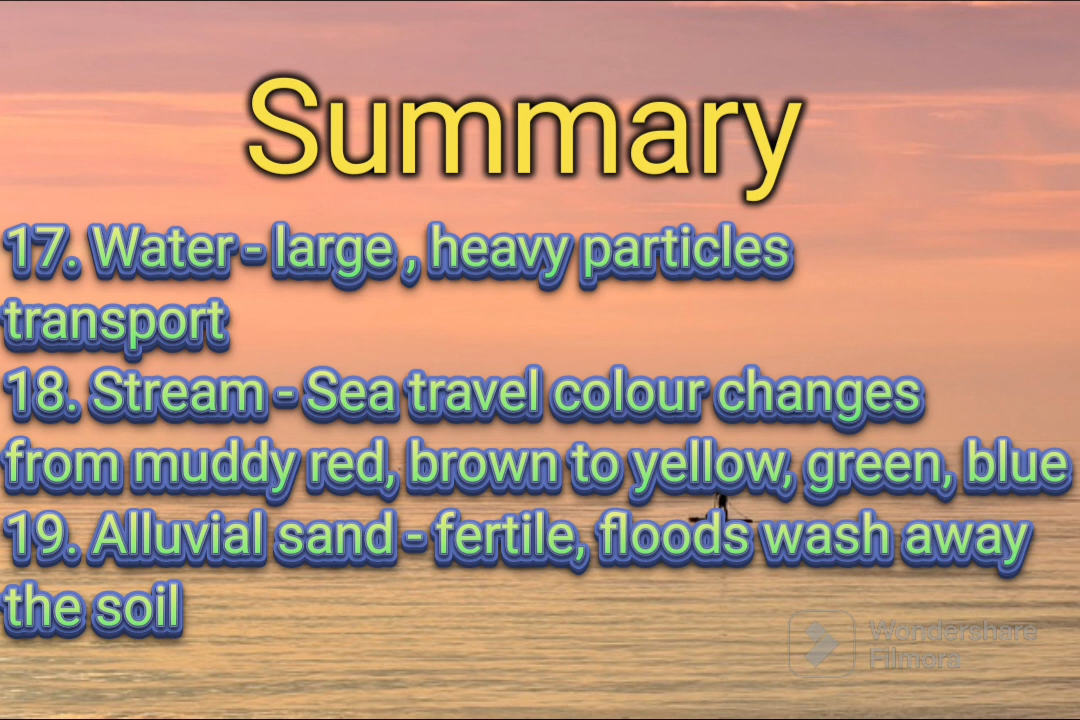 Summary
17. Water - large , heavy particles
transport
18. Stream - Sea travel colour changes
from muddy red, brown to yellow, green, blue
19. Alluvial sand - fertile, floods wash away
the soil
Wondershare
Filmora